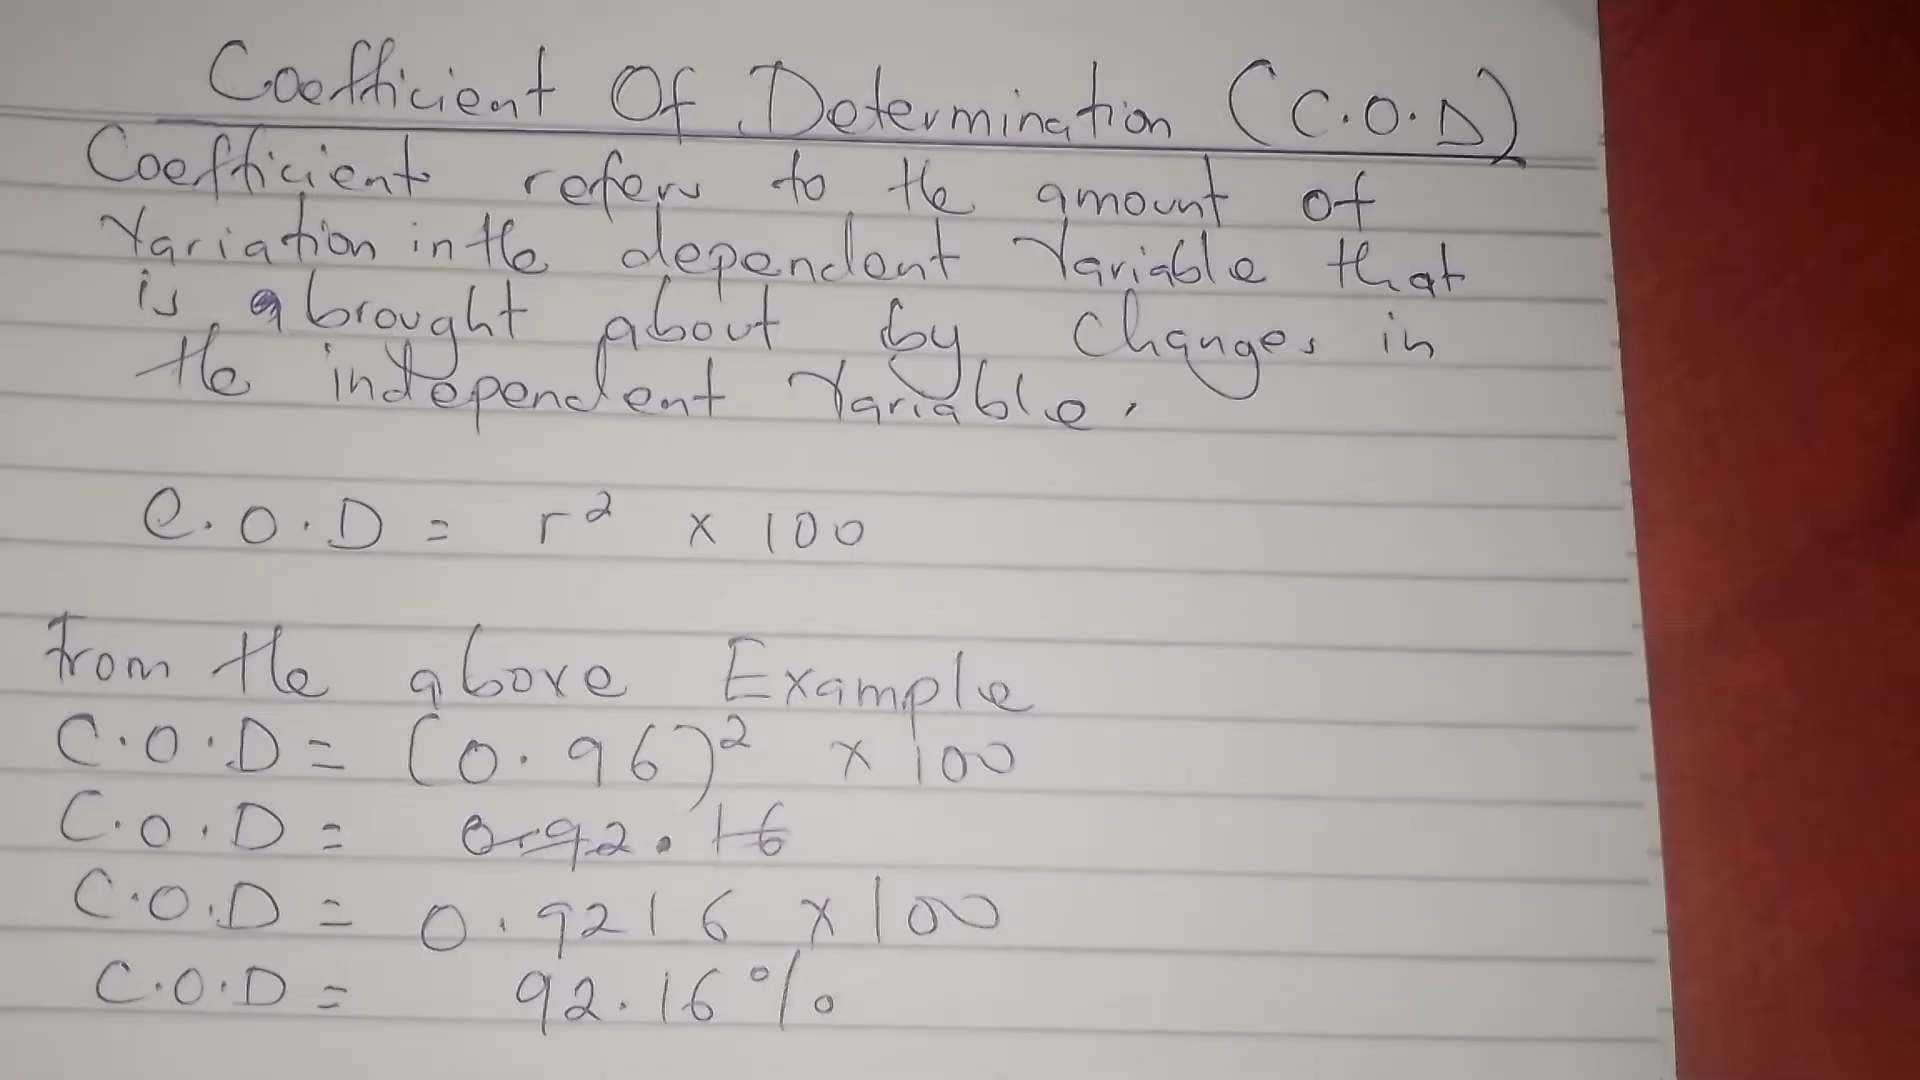 Coefficient Of Determination (C.O.D)
Coefficient refers to the amount of
Variation in the dependent Variable that
is brought about by Changes in
the independent Variable.
C.O.D = r² × 100
From the above Example
C.O.D = (0.96)² × 100
C.O.D = 0.92.16
C.O.D = 0.9216 × 100
C.O.D = 92.16%